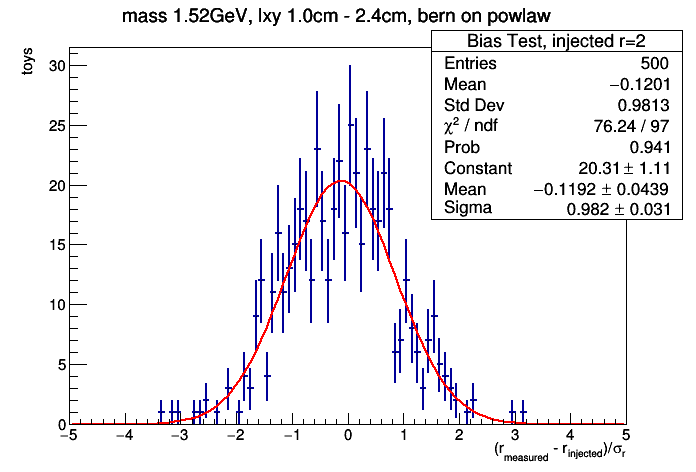 mass 1.52GeV, lxy 1.0cm - 2.4cm, bern on powlaw
toys
Bias Test, injected r=2
Entries 500
Mean −0.1201
Std Dev 0.9813
χ² / ndf 76.24 / 97
Prob 0.941
Constant 20.31 ± 1.11
Mean −0.1192 ± 0.0439
Sigma 0.982 ± 0.031
30
25
20
15
10
5
0
−5 −4 −3 −2 −1 0 1 2 3 4 5
(r_measured - r_injected)/σ_r